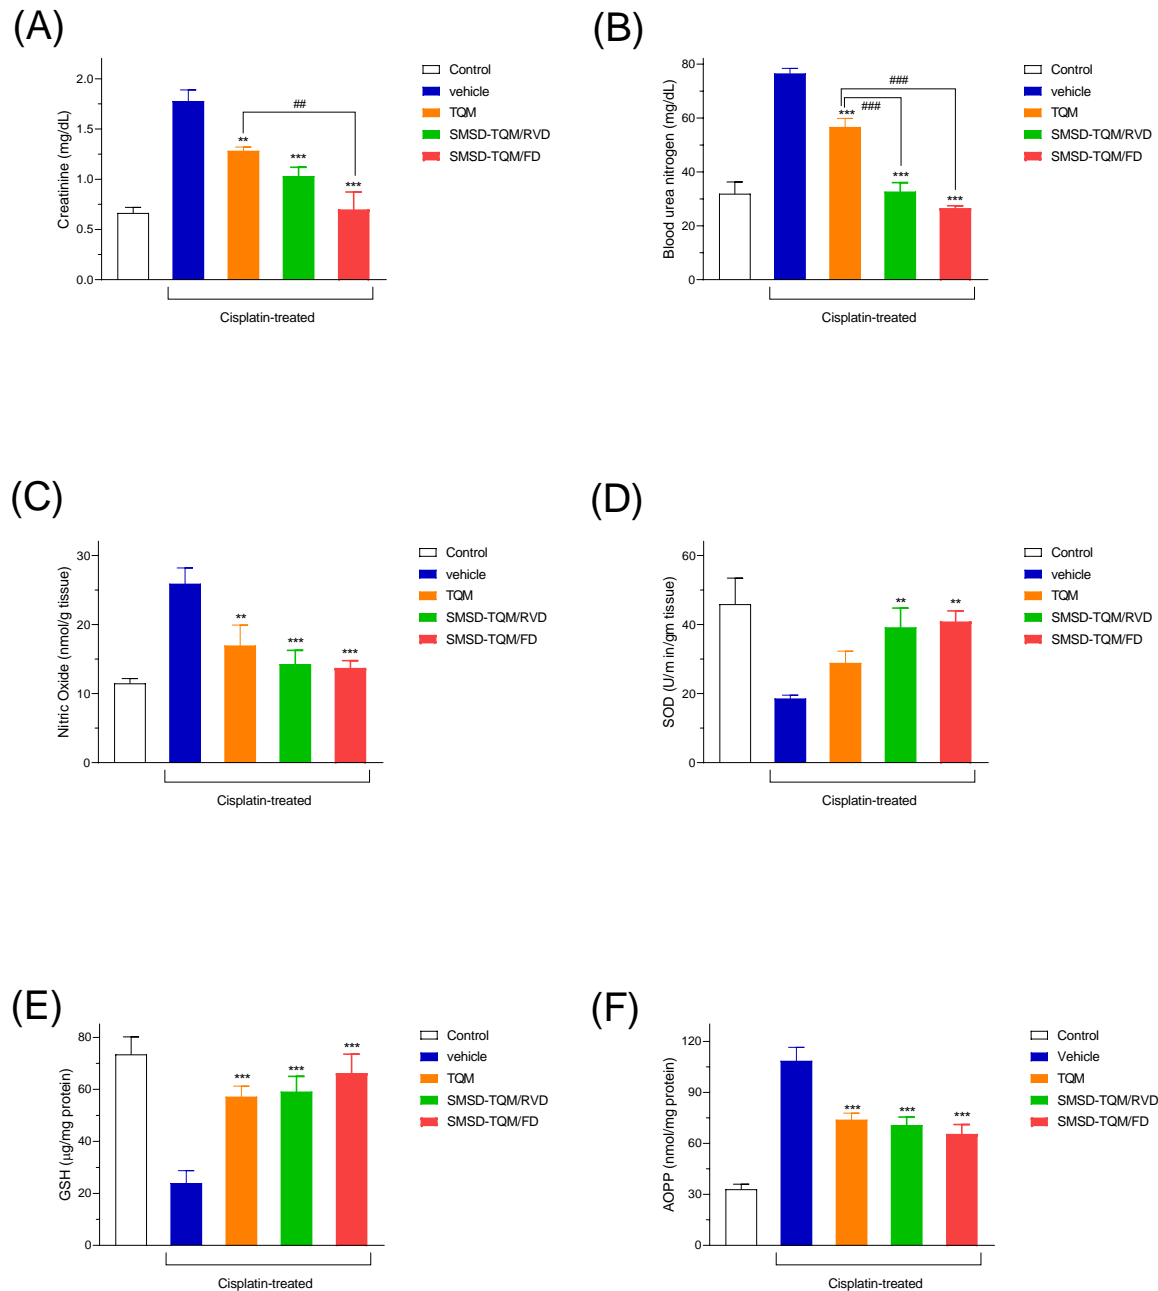 (A)
Creatinine (mg/dL)
2.0
1.5
1.0
0.5
0.0
**
***
***
##
Cisplatin-treated
Control
vehicle
TQM
SMSD-TQM/RVD
SMSD-TQM/FD
(B)
Blood urea nitrogen (mg/dL)
80
60
40
20
0
***
***
***
###
###
Cisplatin-treated
Control
vehicle
TQM
SMSD-TQM/RVD
SMSD-TQM/FD
(C)
Nitric Oxide (nmol/g tissue)
30
20
10
0
**
***
***
Cisplatin-treated
Control
vehicle
TQM
SMSD-TQM/RVD
SMSD-TQM/FD
(D)
SOD (U/m in/gm tissue)
60
40
20
0
**
**
Cisplatin-treated
Control
vehicle
TQM
SMSD-TQM/RVD
SMSD-TQM/FD
(E)
GSH (µg/mg protein)
80
60
40
20
0
***
***
***
Cisplatin-treated
Control
vehicle
TQM
SMSD-TQM/RVD
SMSD-TQM/FD
(F)
AOPP (nmol/mg protein)
120
90
60
30
0
***
***
***
Cisplatin-treated
Control
Vehicle
TQM
SMSD-TQM/RVD
SMSD-TQM/FD